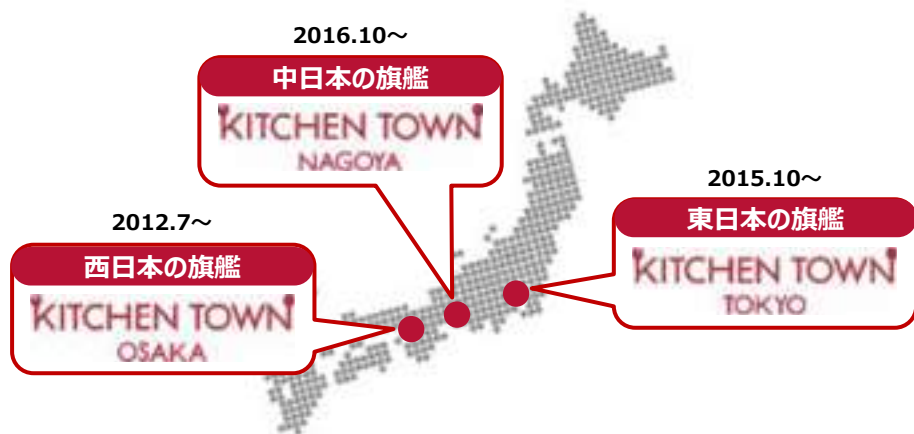 2016.10～
中日本の旗艦
KITCHEN TOWN
NAGOYA
2015.10～
東日本の旗艦
KITCHEN TOWN
TOKYO
2012.7～
西日本の旗艦
KITCHEN TOWN
OSAKA